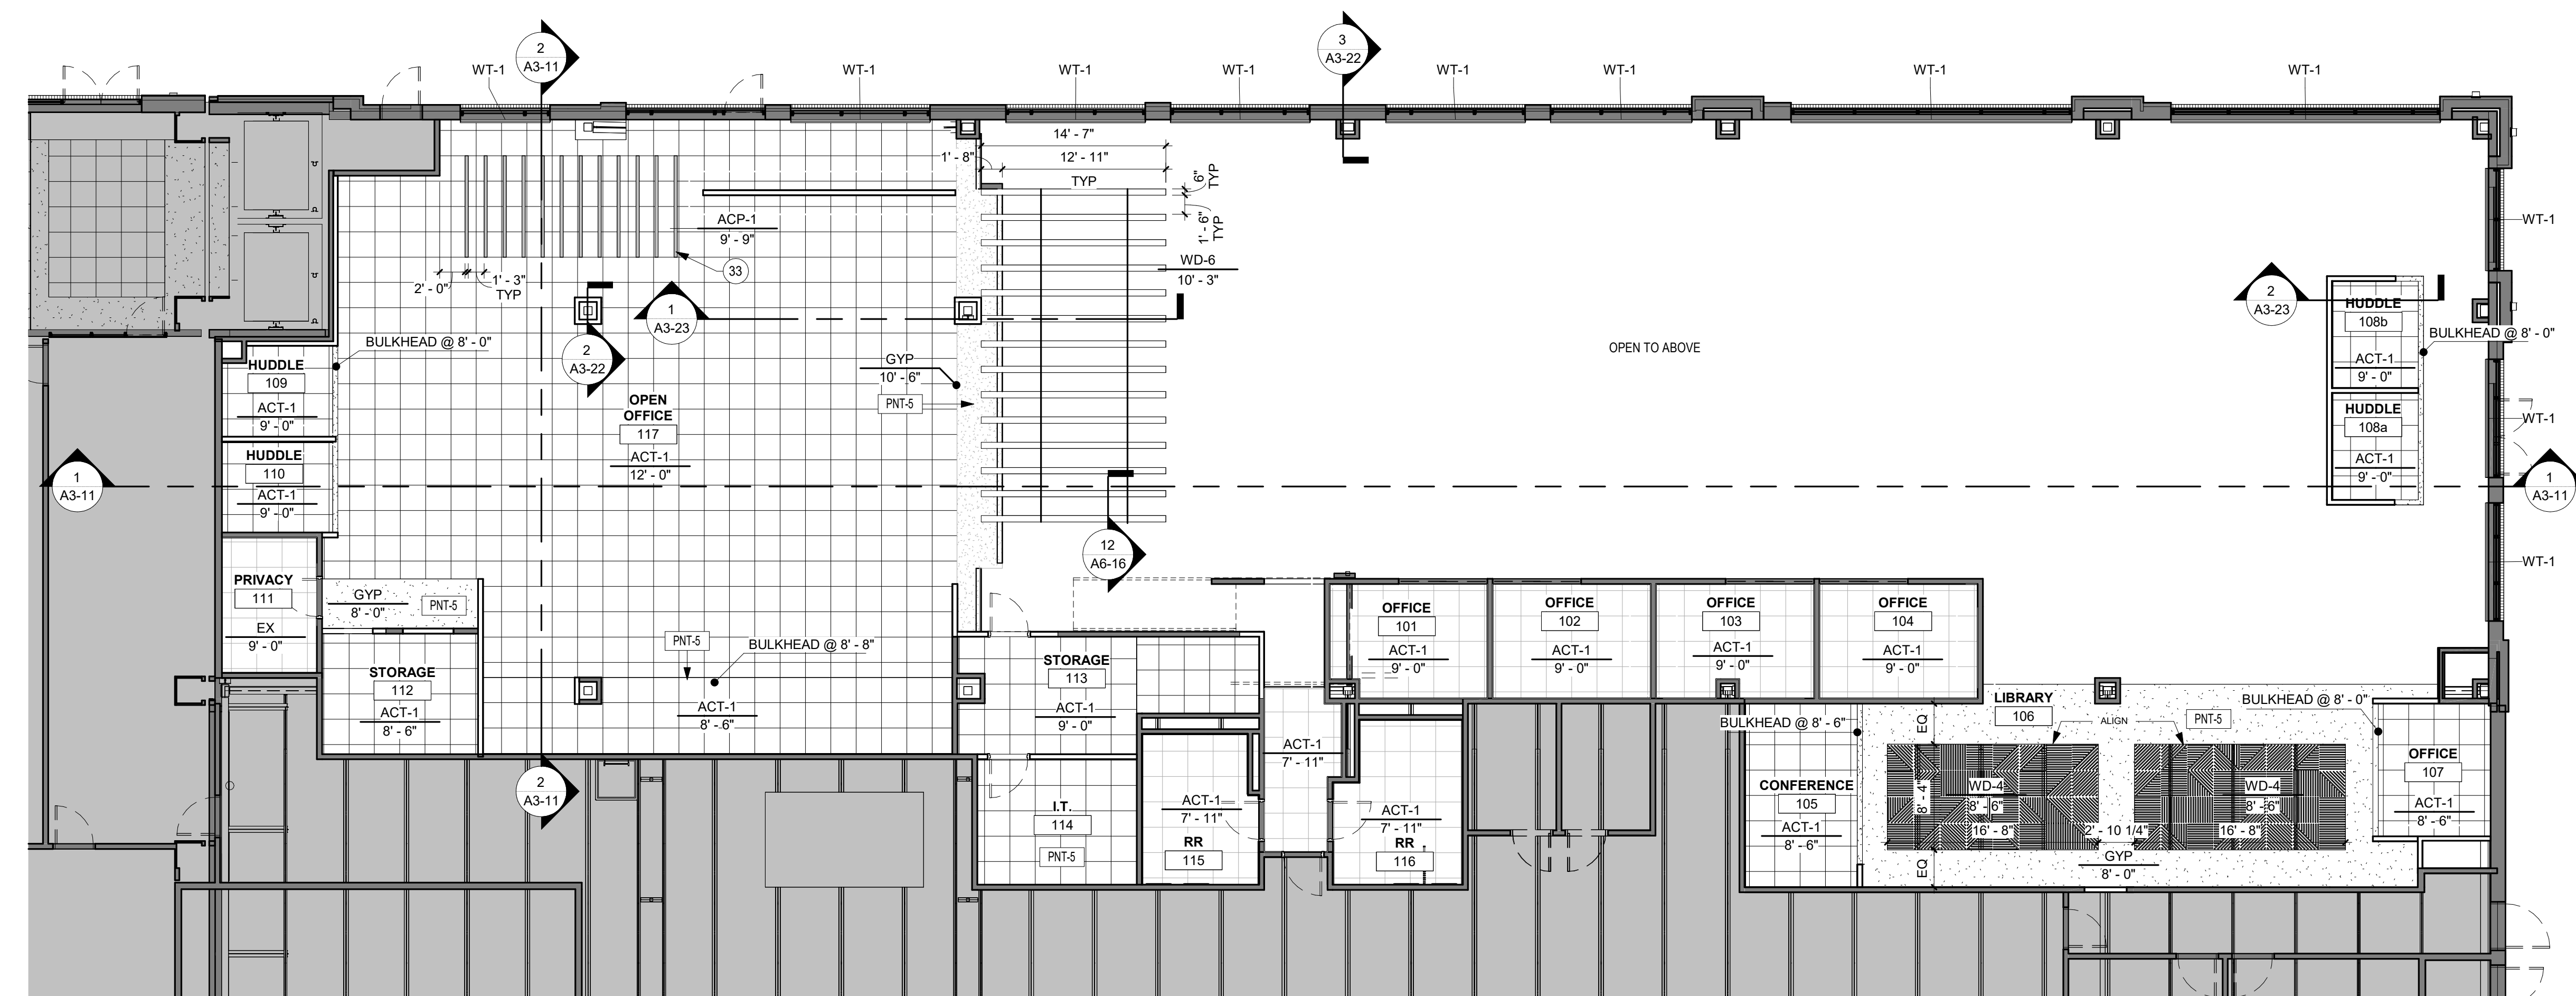 2
A3-11
3
A3-22
WT-1
WT-1
WT-1
WT-1
WT-1
WT-1
WT-1
WT-1
14' - 7"
1' - 8"
12' - 11"
TYP
6"
TYP
1' - 6"
TYP
ACP-1
9' - 9"
33
2' - 0"
1' - 3"
TYP
WD-6
10' - 3"
WT-1
1
A3-23
2
A3-23
2
A3-22
BULKHEAD @ 8' - 0"
HUDDLE
109
ACT-1
9' - 0"
HUDDLE
110
ACT-1
9' - 0"
GYP
10' - 6"
PNT-5
OPEN
OFFICE
117
ACT-1
12' - 0"
OPEN TO ABOVE
HUDDLE
108b
ACT-1
9' - 0"
BULKHEAD @ 8' - 0"
HUDDLE
108a
ACT-1
9' - 0"
WT-1
1
A3-11
1
A3-11
12
A6-16
WT-1
PRIVACY
111
EX
9' - 0"
GYP
8' - 0"
PNT-5
STORAGE
112
ACT-1
8' - 6"
PNT-5
BULKHEAD @ 8' - 8"
ACT-1
8' - 6"
2
A3-11
STORAGE
113
ACT-1
9' - 0"
I.T.
114
PNT-5
ACT-1
7' - 11"
RR
115
ACT-1
7' - 11"
ACT-1
7' - 11"
RR
116
OFFICE
101
ACT-1
9' - 0"
OFFICE
102
ACT-1
9' - 0"
OFFICE
103
ACT-1
9' - 0"
OFFICE
104
ACT-1
9' - 0"
LIBRARY
106
BULKHEAD @ 8' - 6"
EQ
ALIGN
PNT-5
BULKHEAD @ 8' - 0"
CONFERENCE
105
ACT-1
8' - 6"
8' - 4"
WD-4
8' - 6"
16' - 8"
2' - 10 1/4"
WD-4
8' - 6"
16' - 8"
EQ
GYP
8' - 0"
OFFICE
107
ACT-1
8' - 6"